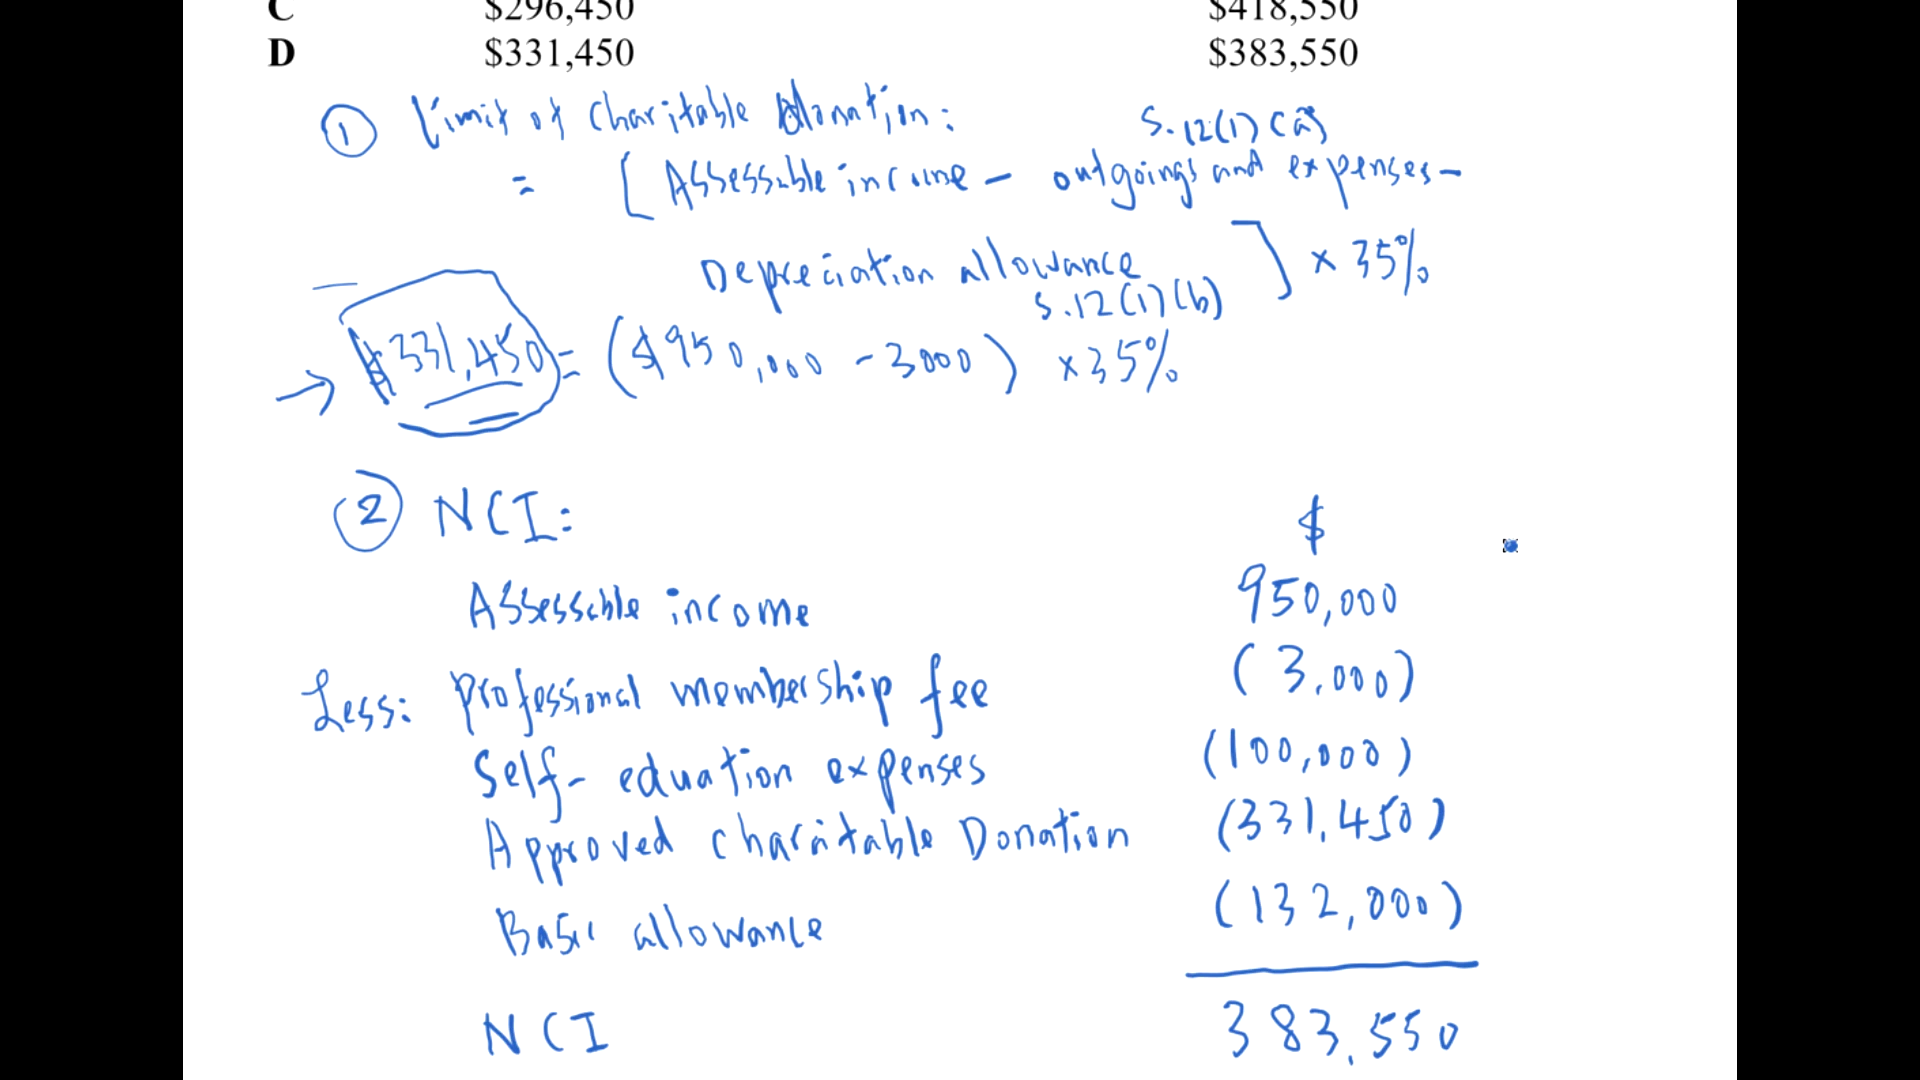 C $296,450 $418,550
D $331,450 $383,550
① Limit of Charitable Donation:
S.12(1)(a)
= [Assessable income - outgoings and expenses -
Depreciation allowance] × 35%
S.12(1)(b)
→ $331,450 = ($950,000 - 3000) × 35%
② NCI:
$
Assessable income 950,000
Less: Professional membership fee (3,000)
Self-eduation expenses (100,000)
Approved charitable Donation (331,450)
Basic allowance (132,000)
NCI 383,550